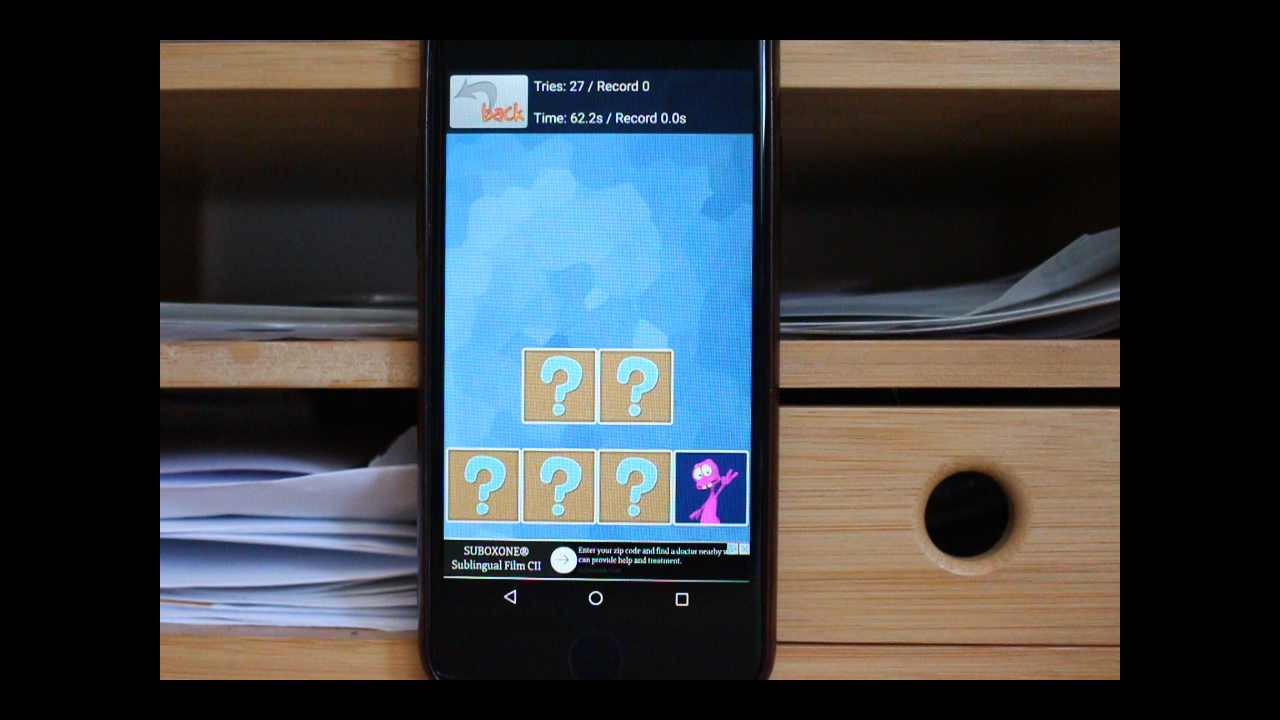 back
Tries: 27 / Record 0
Time: 62.2s / Record 0.0s
? ?
? ? ?
SUBOXONE®
Sublingual Film CII
Enter your zip code and find a doctor nearby
can provide help and treatment.